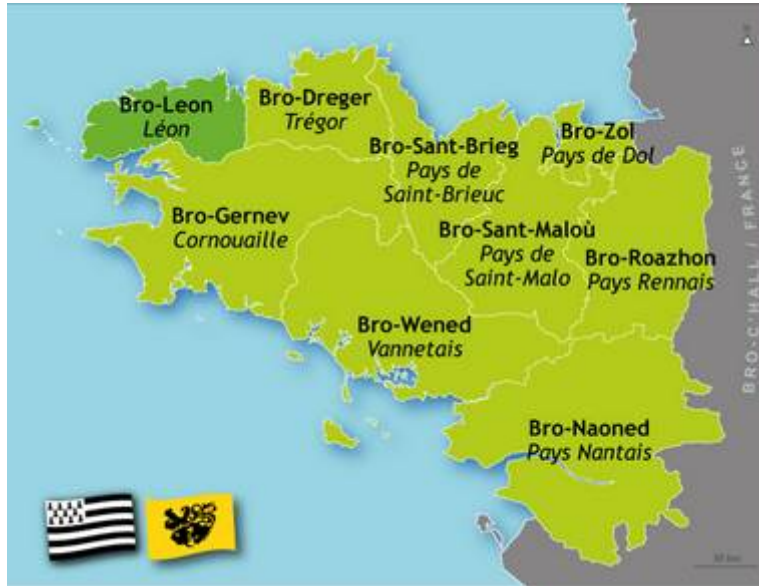 Bro-Leon
Léon
Bro-Dreger
Trégor
Bro-Sant-Brieg
Pays de
Saint-Brieuc
Bro-Zol
Pays de Dol
Bro-Gernev
Cornouaille
Bro-Sant-Maloù
Pays de
Saint-Malo
Bro-Roazhon
Pays Rennais
Bro-Wened
Vannetais
Bro-Naoned
Pays Nantais
BRO-C'HALL / FRANCE